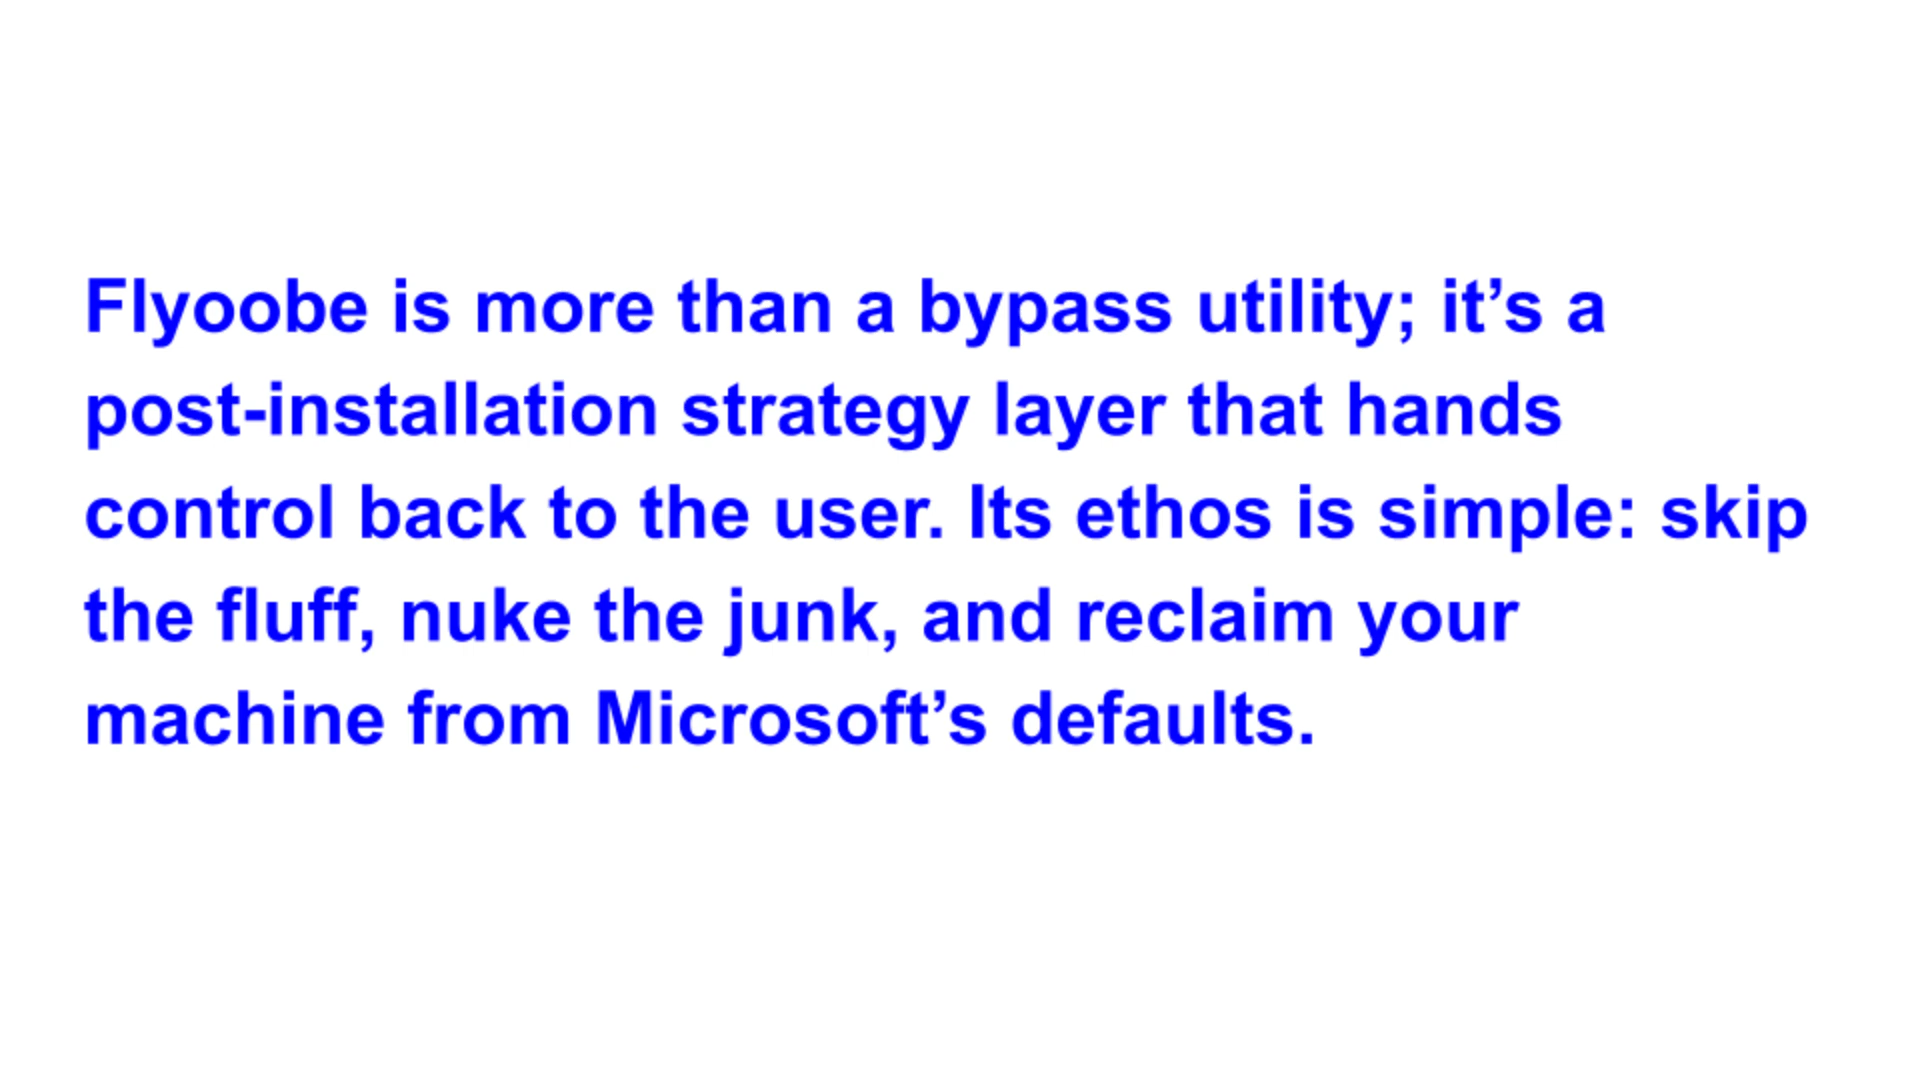 Flyoobe is more than a bypass utility; it’s a
post-installation strategy layer that hands
control back to the user. Its ethos is simple: skip
the fluff, nuke the junk, and reclaim your
machine from Microsoft’s defaults.